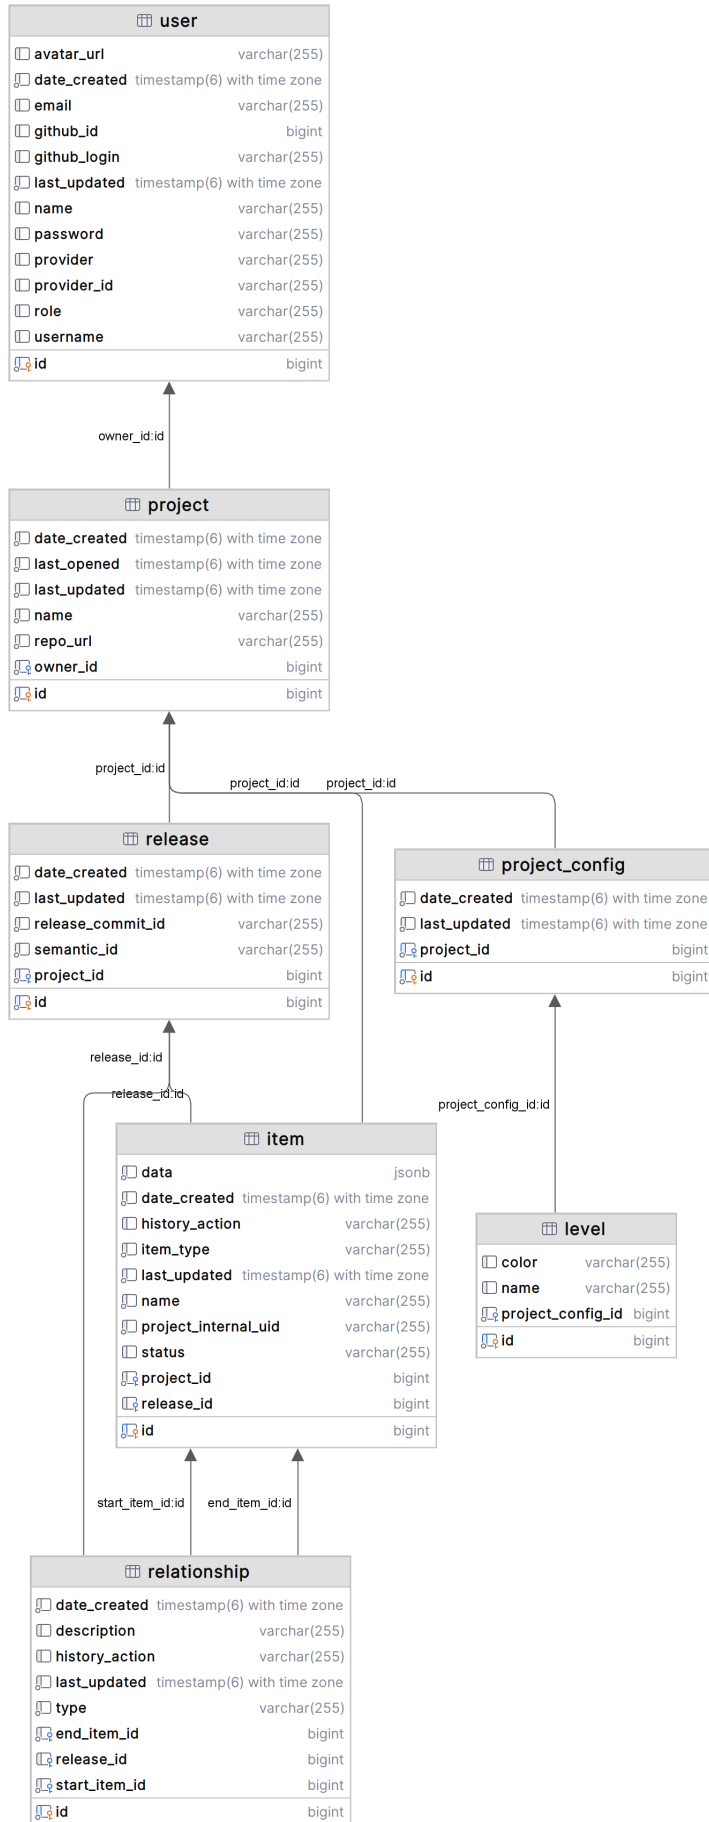 user
avatar_url varchar(255)
date_created timestamp(6) with time zone
email varchar(255)
github_id bigint
github_login varchar(255)
last_updated timestamp(6) with time zone
name varchar(255)
password varchar(255)
provider varchar(255)
provider_id varchar(255)
role varchar(255)
username varchar(255)
id bigint
owner_id:id
project
date_created timestamp(6) with time zone
last_opened timestamp(6) with time zone
last_updated timestamp(6) with time zone
name varchar(255)
repo_url varchar(255)
owner_id bigint
id bigint
project_id:id
project_id:id project_id:id
release
date_created timestamp(6) with time zone
last_updated timestamp(6) with time zone
release_commit_id varchar(255)
semantic_id varchar(255)
project_id bigint
id bigint
project_config
date_created timestamp(6) with time zone
last_updated timestamp(6) with time zone
project_id bigint
id bigint
release_id:id
release_id:id
project_config_id:id
item
data jsonb
date_created timestamp(6) with time zone
history_action varchar(255)
item_type varchar(255)
last_updated timestamp(6) with time zone
name varchar(255)
project_internal_uid varchar(255)
status varchar(255)
project_id bigint
release_id bigint
id bigint
level
color varchar(255)
name varchar(255)
project_config_id bigint
id bigint
start_item_id:id end_item_id:id
relationship
date_created timestamp(6) with time zone
description varchar(255)
history_action varchar(255)
last_updated timestamp(6) with time zone
type varchar(255)
end_item_id bigint
release_id bigint
start_item_id bigint
id bigint